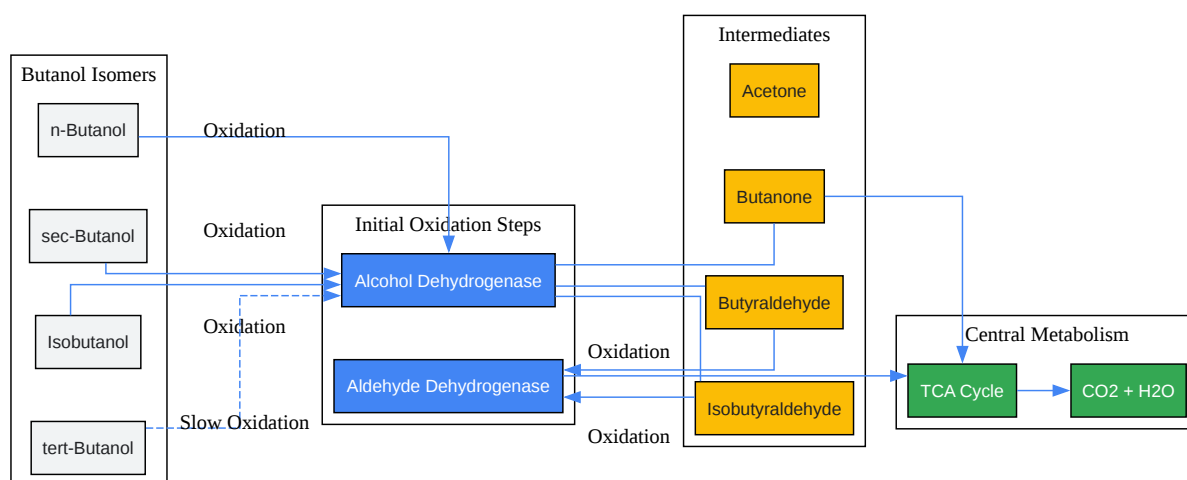 Butanol Isomers
n-Butanol
sec-Butanol
Isobutanol
tert-Butanol
Oxidation
Oxidation
Oxidation
Slow Oxidation
Initial Oxidation Steps
Alcohol Dehydrogenase
Aldehyde Dehydrogenase
Oxidation
Oxidation
Intermediates
Acetone
Butanone
Butyraldehyde
Isobutyraldehyde
Central Metabolism
TCA Cycle
CO2 + H2O